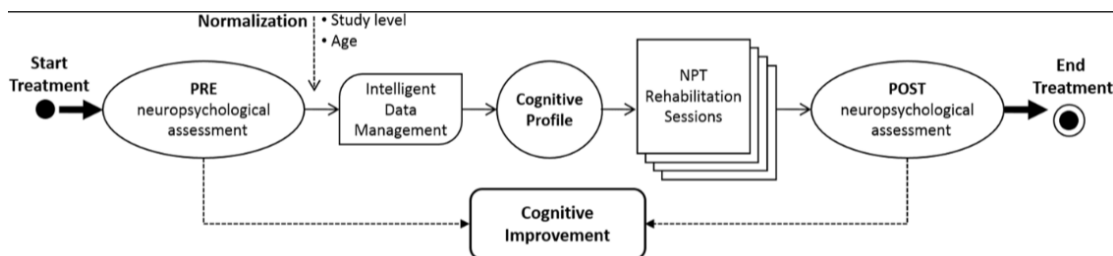 Normalization
• Study level
• Age
Start
Treatment
PRE
neuropsychological
assessment
Intelligent
Data
Management
Cognitive
Profile
NPT
Rehabilitation
Sessions
POST
neuropsychological
assessment
End
Treatment
Cognitive
Improvement